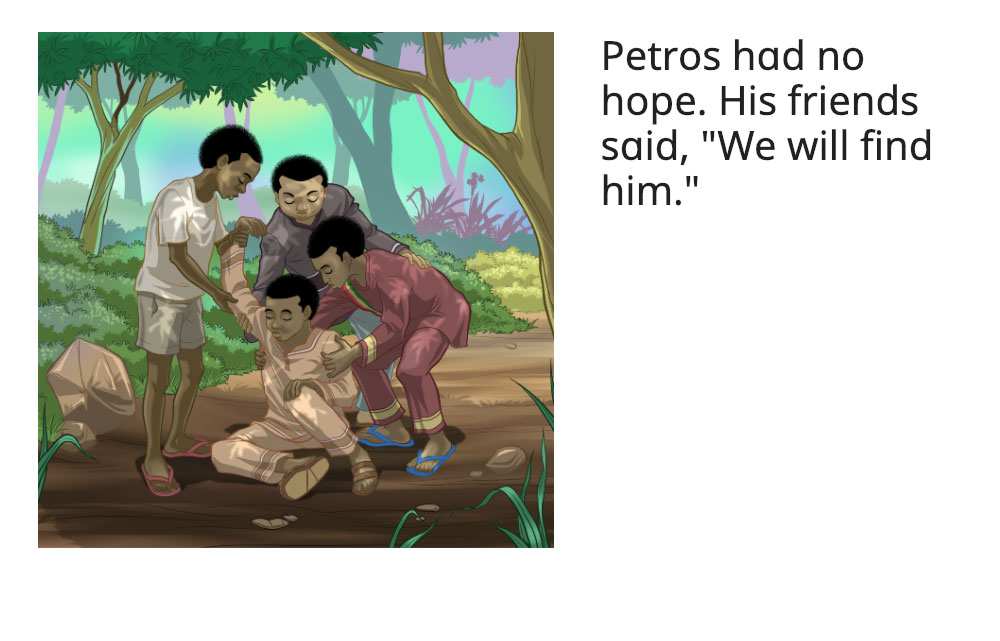 Petros had no
hope. His friends
said, "We will find
him."